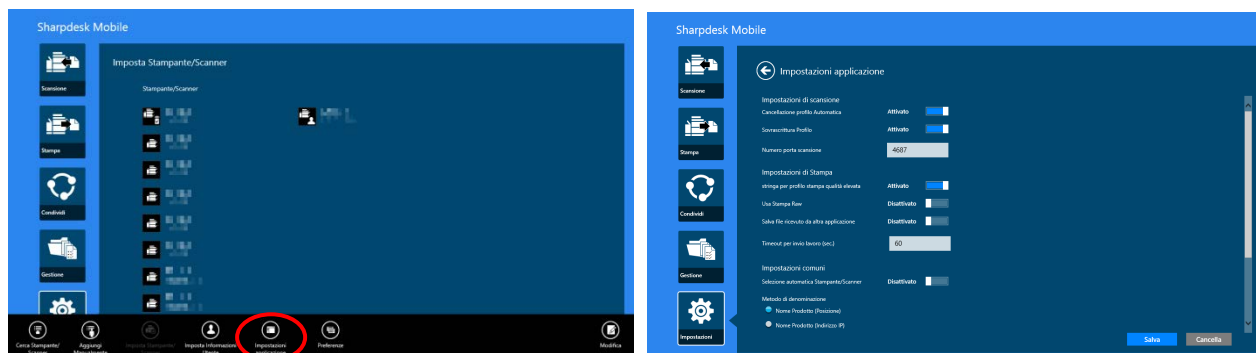 Sharpdesk Mobile
Imposta Stampante/Scanner
Stampante/Scanner
Scansione
Stampa
Condividi
Gestione
Cerca Stampante/
Scanner
Aggiungi
Manualmente
Imposta Stampante/
Scanner
Imposta Informazioni
Utente
Impostazioni
applicazione
Preferenze
Modifica
Sharpdesk Mobile
Scansione
Stampa
Condividi
Gestione
Impostazioni
Impostazioni applicazione
Impostazioni di scansione
Cancellazione profilo Automatica Attivato
Sovrascrittura Profilo Attivato
Numero porta scansione 4687
Impostazioni di Stampa
stringa per profilo stampa qualità elevata Attivato
Usa Stampa Raw Disattivato
Salva file ricevuto da altra applicazione Disattivato
Timeout per invio lavoro (sec.) 60
Impostazioni comuni
Selezione automatica Stampante/Scanner Disattivato
Metodo di denominazione
Nome Prodotto (Posizione)
Nome Prodotto (Indirizzo IP)
Salva Cancella